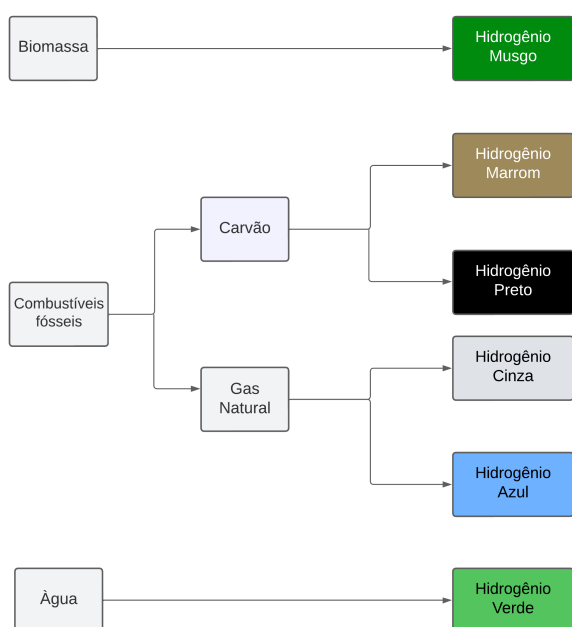 Biomassa
Hidrogênio
Musgo
Hidrogênio
Marrom
Carvão
Hidrogênio
Preto
Combustíveis
fósseis
Hidrogênio
Cinza
Gas
Natural
Hidrogênio
Azul
Àgua
Hidrogênio
Verde